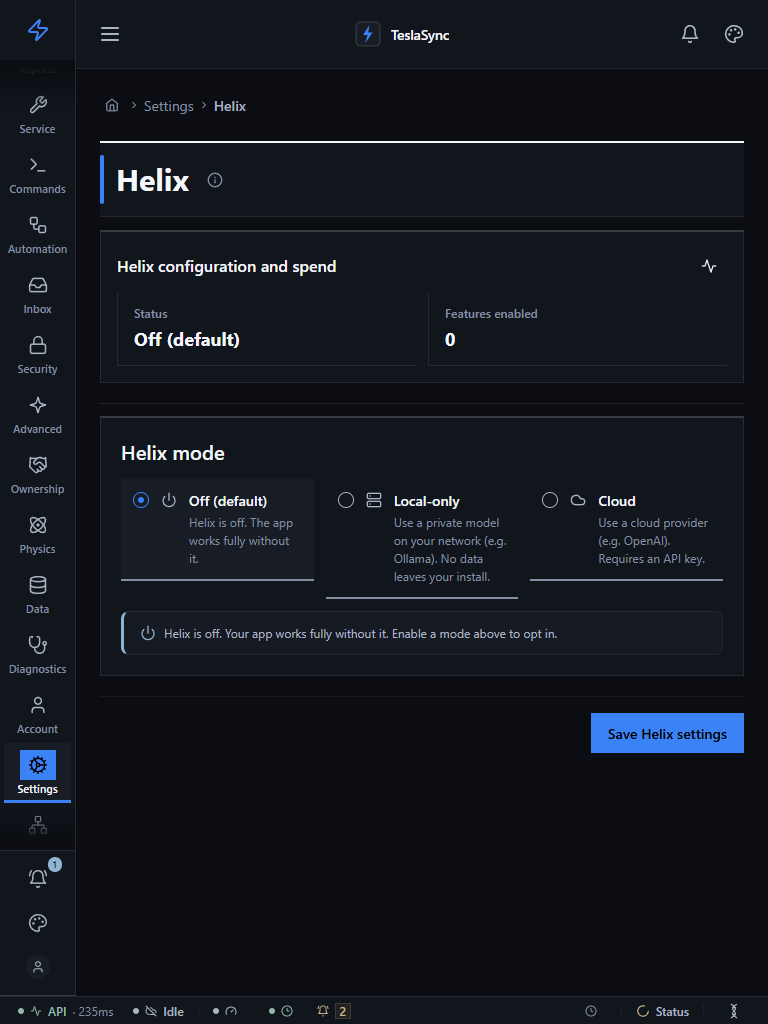 TeslaSync
Reports
Service
Commands
Automation
Inbox
Security
Advanced
Ownership
Physics
Data
Diagnostics
Account
Settings
1
Settings > Helix
Helix
Helix configuration and spend
Status
Off (default)
Features enabled
0
Helix mode
Off (default)
Helix is off. The app
works fully without
it.
Local-only
Use a private model
on your network (e.g.
Ollama). No data
leaves your install.
Cloud
Use a cloud provider
(e.g. OpenAI).
Requires an API key.
Helix is off. Your app works fully without it. Enable a mode above to opt in.
Save Helix settings
API · 235ms
Idle
2
Status